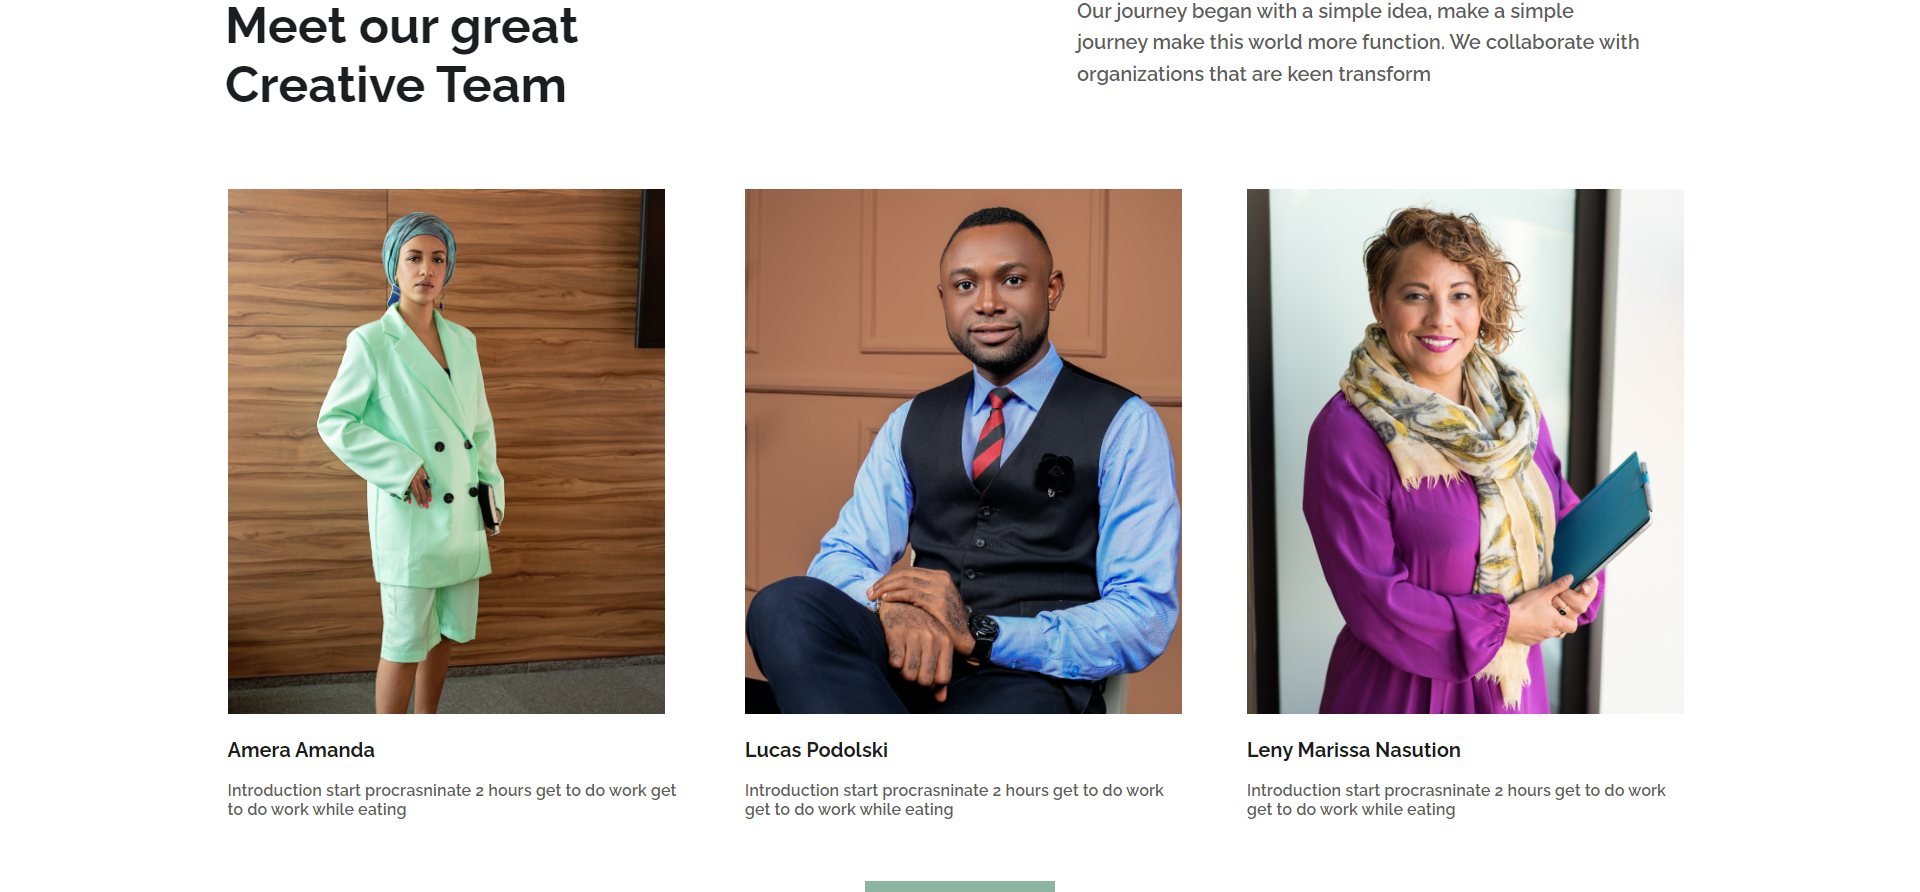 Meet our great
Creative Team
Our journey began with a simple idea, make a simple
journey make this world more function. We collaborate with
organizations that are keen transform
Amera Amanda
Introduction start procrasninate 2 hours get to do work get
to do work while eating
Lucas Podolski
Introduction start procrasninate 2 hours get to do work
get to do work while eating
Leny Marissa Nasution
Introduction start procrasninate 2 hours get to do work
get to do work while eating